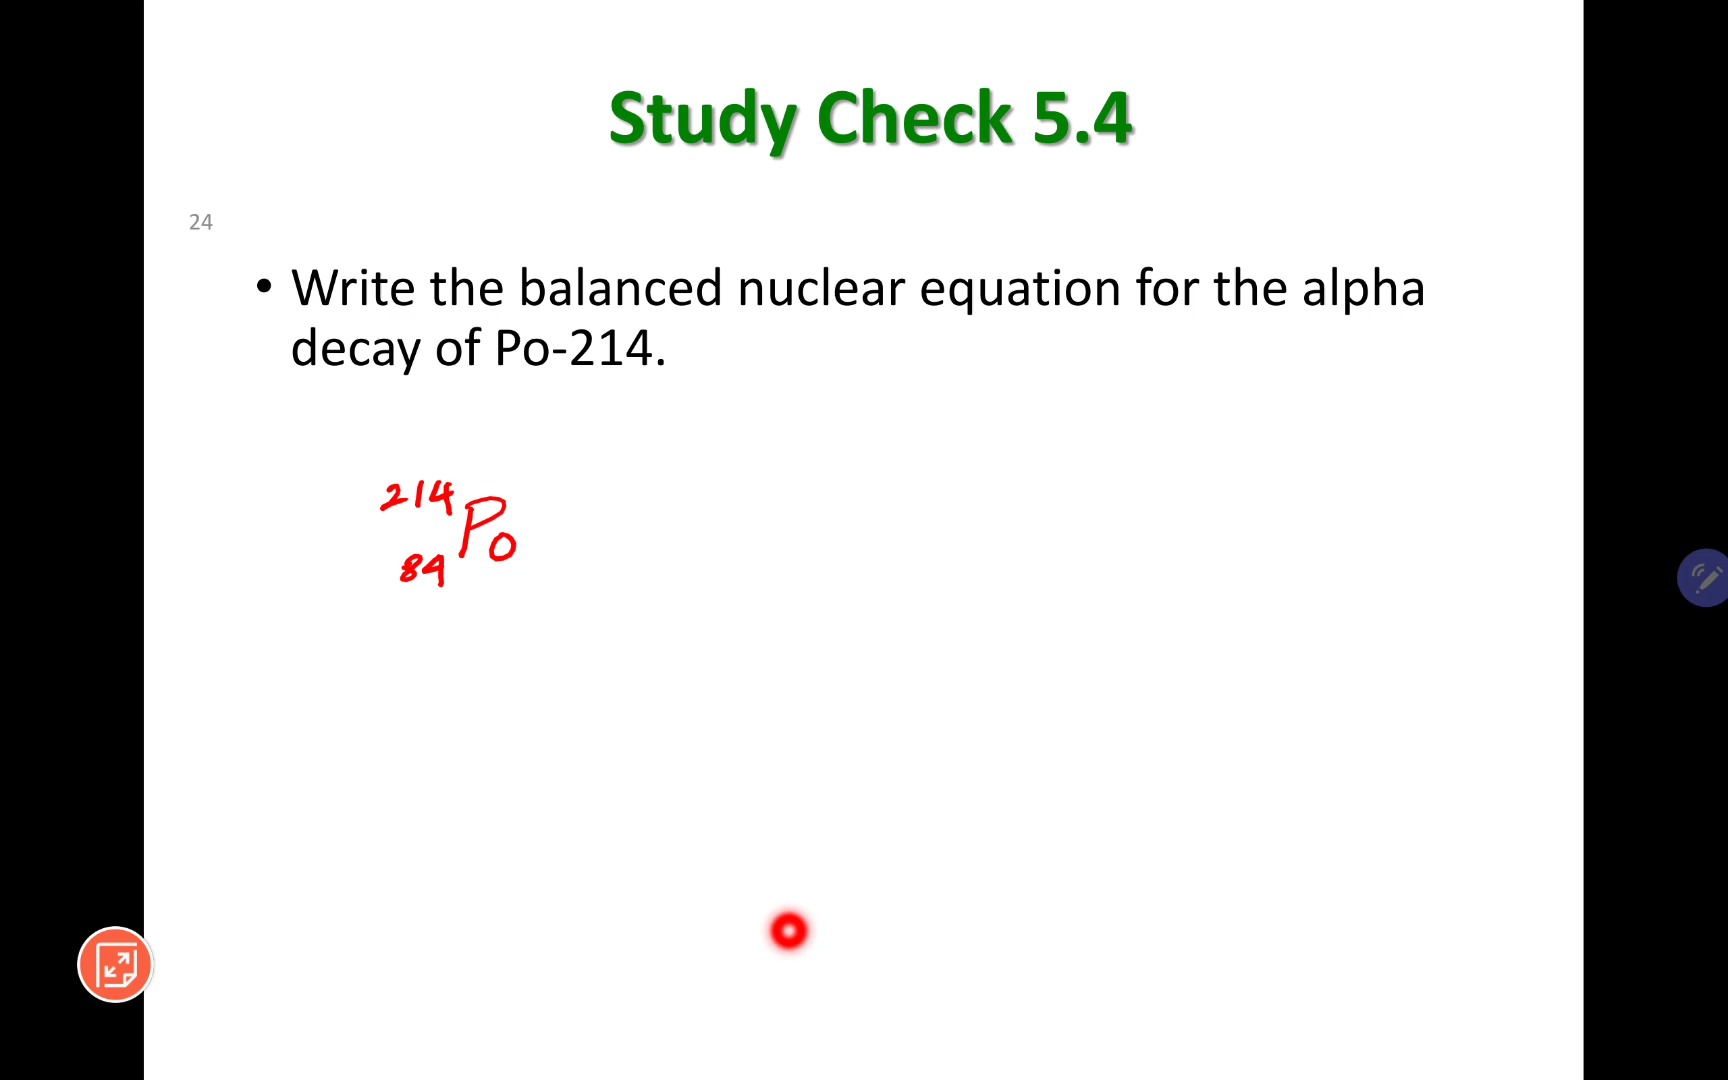 Study Check 5.4
24
• Write the balanced nuclear equation for the alpha
decay of Po-214.
214
Po
84